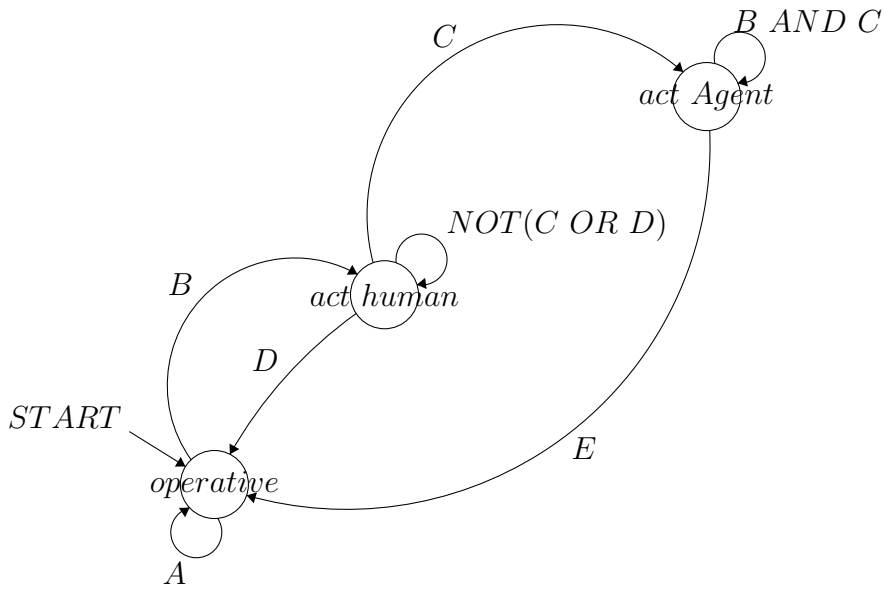 B AND C
C
act Agent
NOT(C OR D)
B
act human
D
START
E
operative
A